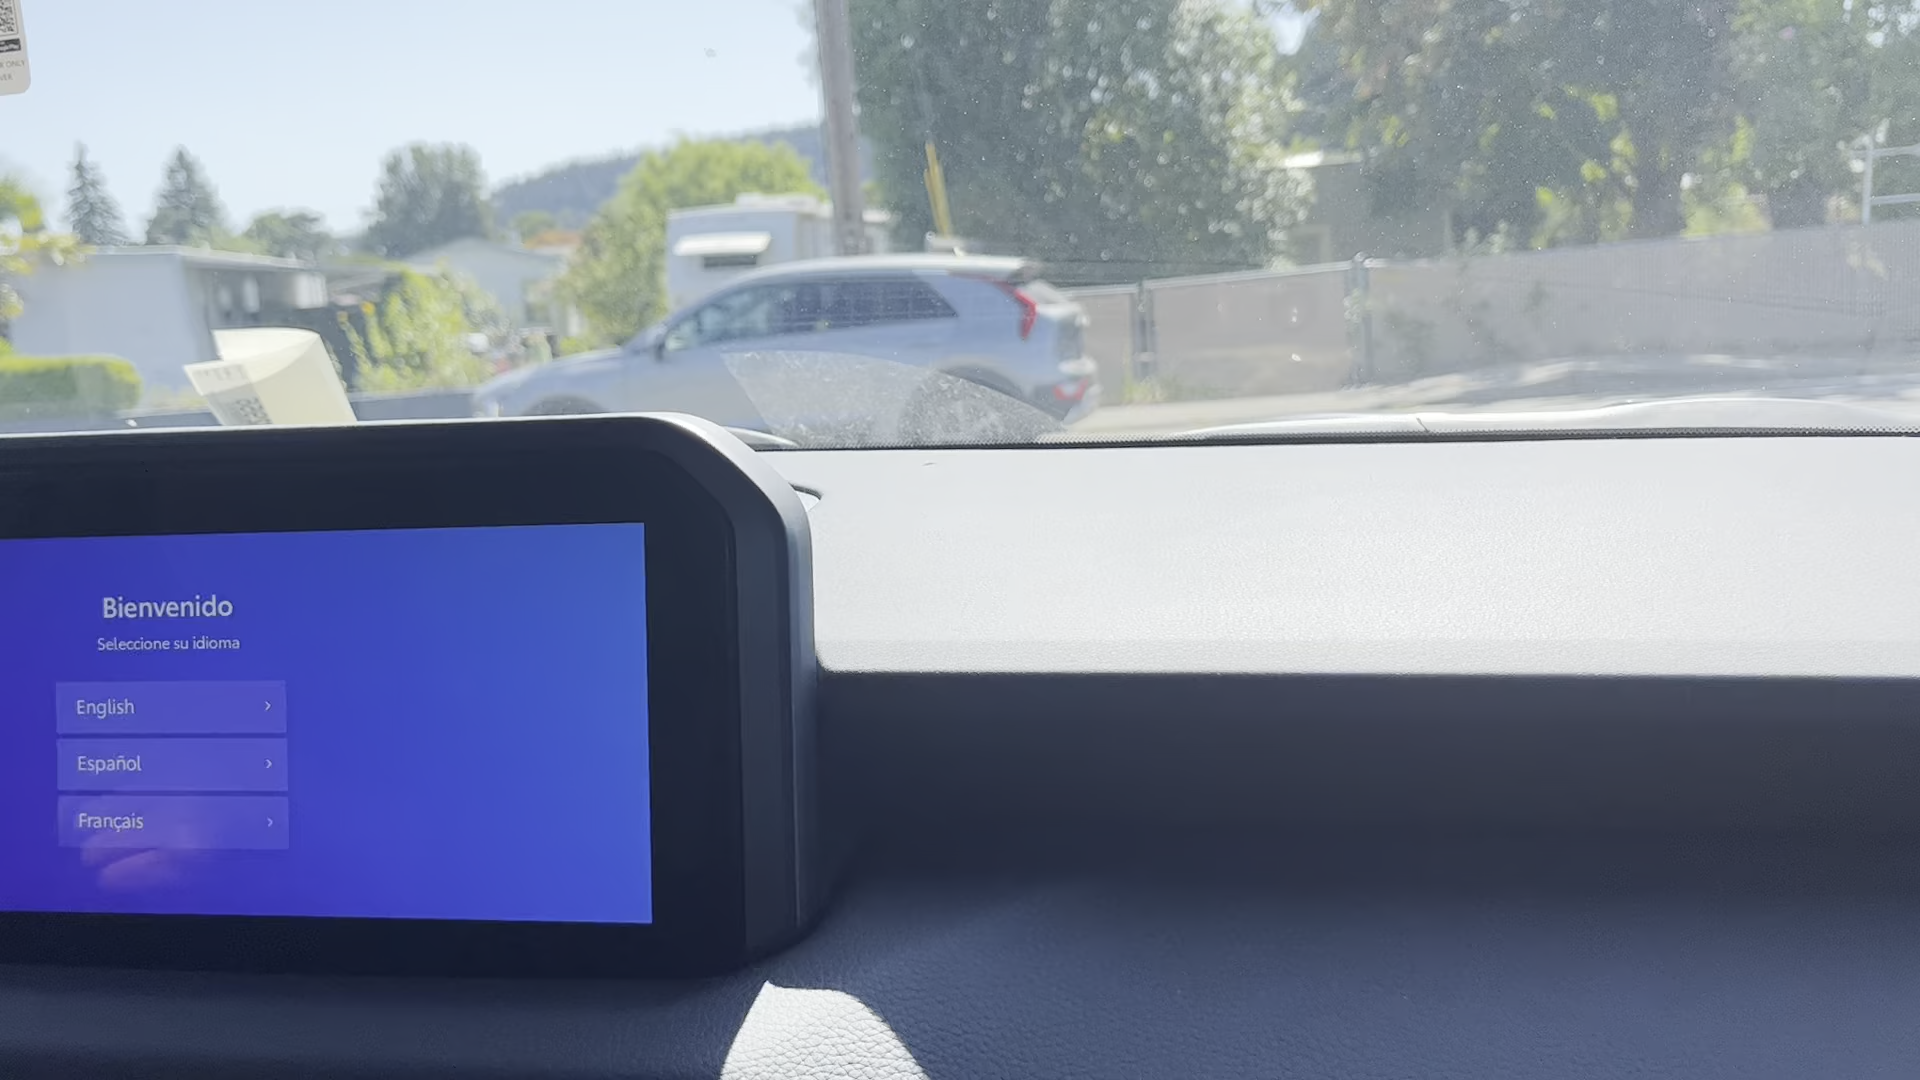 Bienvenido
Seleccione su idioma
English
Español
Français